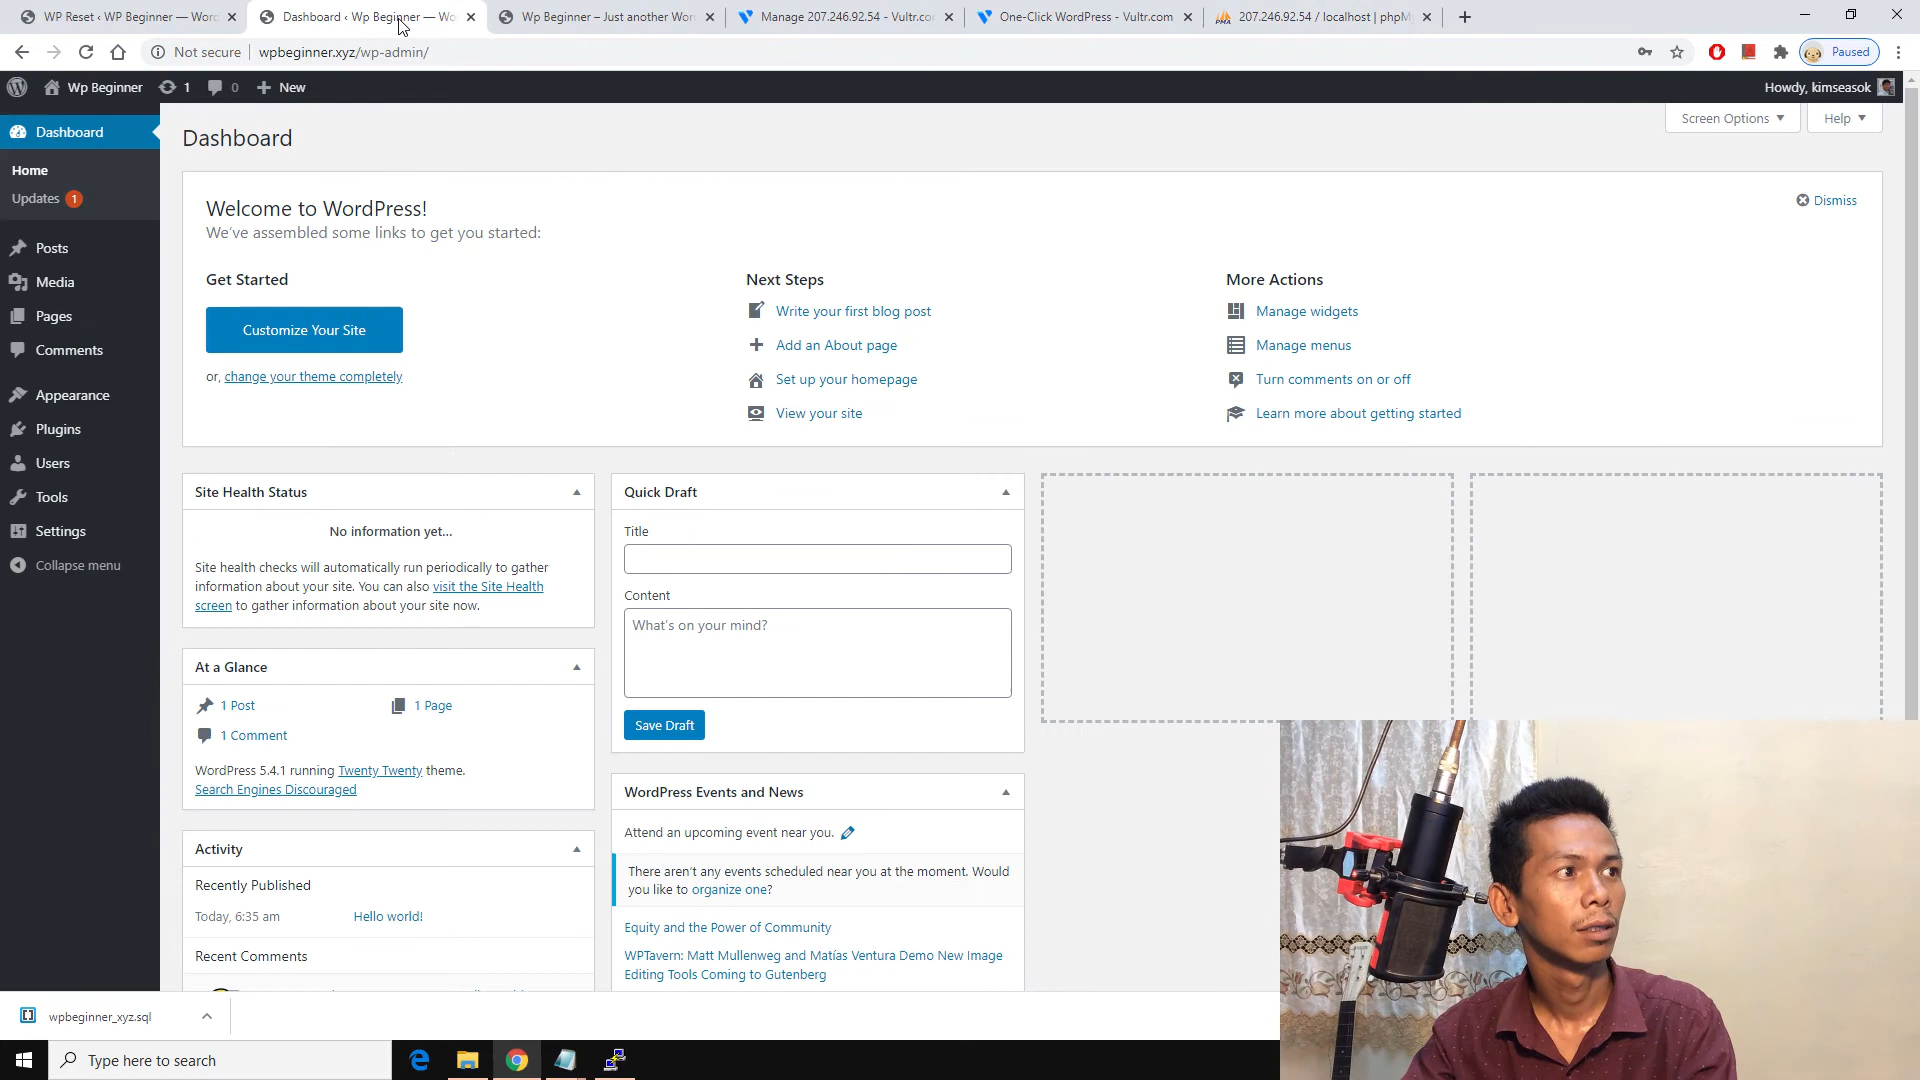 WP Reset ‹ WP Beginner — Wor
Dashboard ‹ Wp Beginner — Wo
Wp Beginner – Just another Wor
Manage 207.246.92.54 - Vultr.co
One-Click WordPress - Vultr.com
207.246.92.54 / localhost | phpM
Not secure
wpbeginner.xyz/wp-admin/
Paused
Wp Beginner
1
0
New
Howdy, kimseasok
Dashboard
Home
Updates 1
Posts
Media
Pages
Comments
Appearance
Plugins
Users
Tools
Settings
Collapse menu
Dashboard
Screen Options
Help
Welcome to WordPress!
We've assembled some links to get you started:
Dismiss
Get Started
Customize Your Site
or, change your theme completely
Next Steps
Write your first blog post
Add an About page
Set up your homepage
View your site
More Actions
Manage widgets
Manage menus
Turn comments on or off
Learn more about getting started
Site Health Status
No information yet…
Site health checks will automatically run periodically to gather
information about your site. You can also visit the Site Health
screen to gather information about your site now.
At a Glance
1 Post
1 Page
1 Comment
WordPress 5.4.1 running Twenty Twenty theme.
Search Engines Discouraged
Activity
Recently Published
Today, 6:35 am
Hello world!
Recent Comments
Quick Draft
Title
Content
What's on your mind?
Save Draft
WordPress Events and News
Attend an upcoming event near you.
There aren't any events scheduled near you at the moment. Would
you like to organize one?
Equity and the Power of Community
WPTavern: Matt Mullenweg and Matías Ventura Demo New Image
Editing Tools Coming to Gutenberg
wpbeginner_xyz.sql
Type here to search